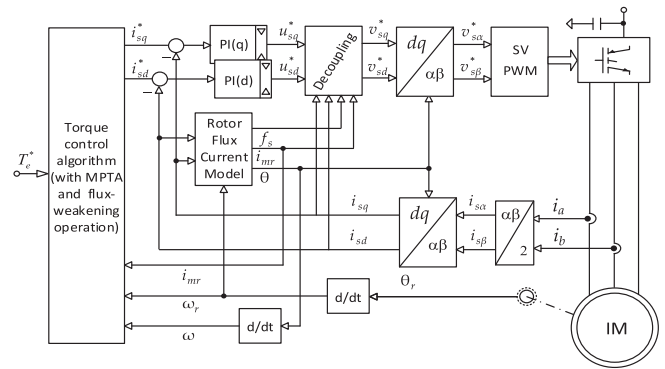 i*sq
PI(q)
u*sq
Decoupling
v*sq
dq
αβ
v*sα
SV
PWM
i*sd
PI(d)
u*sd
v*sd
v*sβ
T*e
Torque
control
algorithm
(with MPTA
and flux-
weakening
operation)
Rotor
Flux
Current
Model
fs
imr
θ
isq
dq
αβ
isα
αβ
2
ia
isd
isβ
ib
imr
θr
ωr
d/dt
ω
d/dt
IM